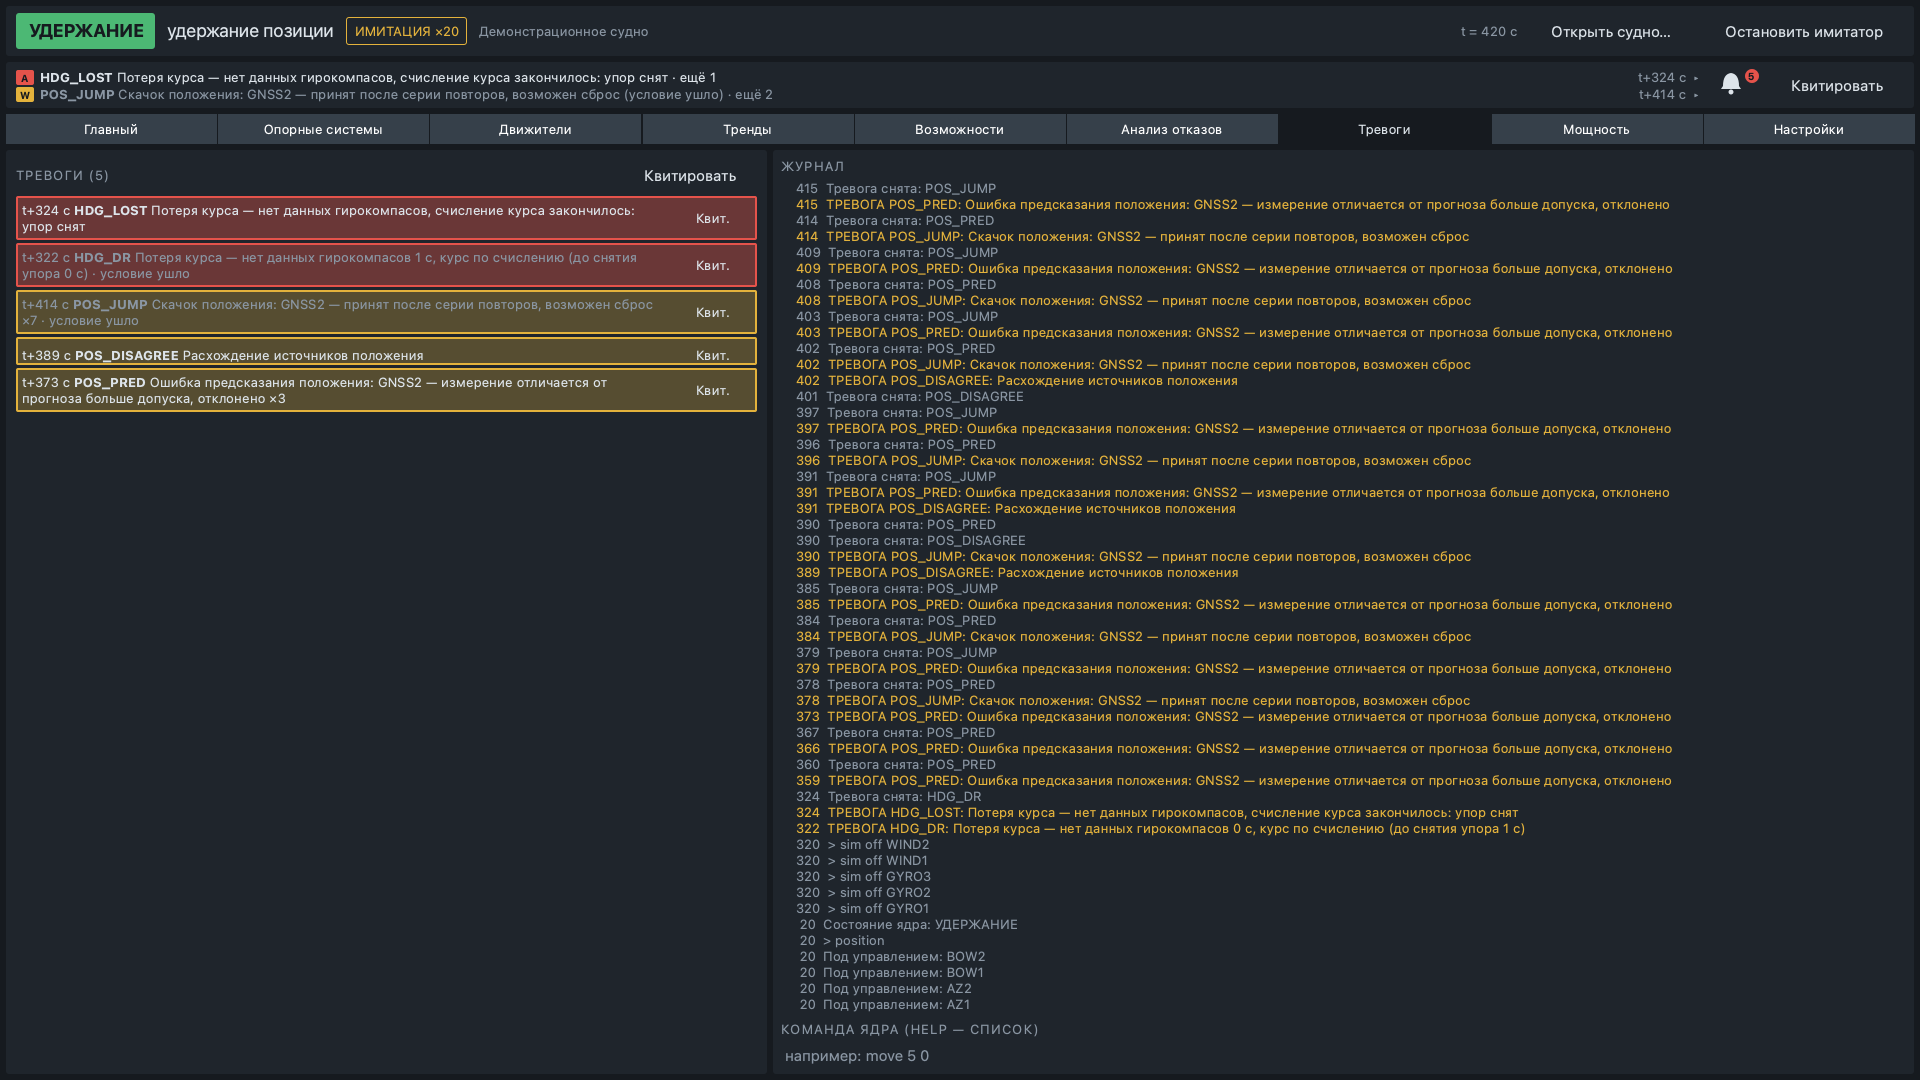 УДЕРЖАНИЕ удержание позиции ИМИТАЦИЯ ×20 Демонстрационное судно t = 420 с Открыть судно... Остановить имитатор
A HDG_LOST Потеря курса — нет данных гирокомпасов, счисление курса закончилось: упор снят · ещё 1 t+324 с
W POS_JUMP Скачок положения: GNSS2 — принят после серии повторов, возможен сброс (условие ушло) · ещё 2 t+414 с
5 Квитировать
Главный Опорные системы Движители Тренды Возможности Анализ отказов Тревоги Мощность Настройки
ТРЕВОГИ (5) Квитировать
t+324 с HDG_LOST Потеря курса — нет данных гирокомпасов, счисление курса закончилось:
упор снят
Квит.
t+322 с HDG_DR Потеря курса — нет данных гирокомпасов 1 с, курс по счислению (до снятия
упора 0 с) · условие ушло
Квит.
t+414 с POS_JUMP Скачок положения: GNSS2 — принят после серии повторов, возможен сброс
×7 · условие ушло
Квит.
t+389 с POS_DISAGREE Расхождение источников положения Квит.
t+373 с POS_PRED Ошибка предсказания положения: GNSS2 — измерение отличается от
прогноза больше допуска, отклонено ×3
Квит.
ЖУРНАЛ
415 Тревога снята: POS_JUMP
415 ТРЕВОГА POS_PRED: Ошибка предсказания положения: GNSS2 — измерение отличается от прогноза больше допуска, отклонено
414 Тревога снята: POS_PRED
414 ТРЕВОГА POS_JUMP: Скачок положения: GNSS2 — принят после серии повторов, возможен сброс
409 Тревога снята: POS_JUMP
409 ТРЕВОГА POS_PRED: Ошибка предсказания положения: GNSS2 — измерение отличается от прогноза больше допуска, отклонено
408 Тревога снята: POS_PRED
408 ТРЕВОГА POS_JUMP: Скачок положения: GNSS2 — принят после серии повторов, возможен сброс
403 Тревога снята: POS_JUMP
403 ТРЕВОГА POS_PRED: Ошибка предсказания положения: GNSS2 — измерение отличается от прогноза больше допуска, отклонено
402 Тревога снята: POS_PRED
402 ТРЕВОГА POS_JUMP: Скачок положения: GNSS2 — принят после серии повторов, возможен сброс
402 ТРЕВОГА POS_DISAGREE: Расхождение источников положения
401 Тревога снята: POS_DISAGREE
397 Тревога снята: POS_JUMP
397 ТРЕВОГА POS_PRED: Ошибка предсказания положения: GNSS2 — измерение отличается от прогноза больше допуска, отклонено
396 Тревога снята: POS_PRED
396 ТРЕВОГА POS_JUMP: Скачок положения: GNSS2 — принят после серии повторов, возможен сброс
391 Тревога снята: POS_JUMP
391 ТРЕВОГА POS_PRED: Ошибка предсказания положения: GNSS2 — измерение отличается от прогноза больше допуска, отклонено
391 ТРЕВОГА POS_DISAGREE: Расхождение источников положения
390 Тревога снята: POS_PRED
390 Тревога снята: POS_DISAGREE
390 ТРЕВОГА POS_JUMP: Скачок положения: GNSS2 — принят после серии повторов, возможен сброс
389 ТРЕВОГА POS_DISAGREE: Расхождение источников положения
385 Тревога снята: POS_JUMP
385 ТРЕВОГА POS_PRED: Ошибка предсказания положения: GNSS2 — измерение отличается от прогноза больше допуска, отклонено
384 Тревога снята: POS_PRED
384 ТРЕВОГА POS_JUMP: Скачок положения: GNSS2 — принят после серии повторов, возможен сброс
379 Тревога снята: POS_JUMP
379 ТРЕВОГА POS_PRED: Ошибка предсказания положения: GNSS2 — измерение отличается от прогноза больше допуска, отклонено
378 Тревога снята: POS_PRED
378 ТРЕВОГА POS_JUMP: Скачок положения: GNSS2 — принят после серии повторов, возможен сброс
373 ТРЕВОГА POS_PRED: Ошибка предсказания положения: GNSS2 — измерение отличается от прогноза больше допуска, отклонено
367 Тревога снята: POS_PRED
366 ТРЕВОГА POS_PRED: Ошибка предсказания положения: GNSS2 — измерение отличается от прогноза больше допуска, отклонено
360 Тревога снята: POS_PRED
359 ТРЕВОГА POS_PRED: Ошибка предсказания положения: GNSS2 — измерение отличается от прогноза больше допуска, отклонено
324 Тревога снята: HDG_DR
324 ТРЕВОГА HDG_LOST: Потеря курса — нет данных гирокомпасов, счисление курса закончилось: упор снят
322 ТРЕВОГА HDG_DR: Потеря курса — нет данных гирокомпасов 0 с, курс по счислению (до снятия упора 1 с)
320 > sim off WIND2
320 > sim off WIND1
320 > sim off GYRO3
320 > sim off GYRO2
320 > sim off GYRO1
20 Состояние ядра: УДЕРЖАНИЕ
20 > position
20 Под управлением: BOW2
20 Под управлением: BOW1
20 Под управлением: AZ2
20 Под управлением: AZ1
КОМАНДА ЯДРА (HELP — СПИСОК)
например: move 5 0